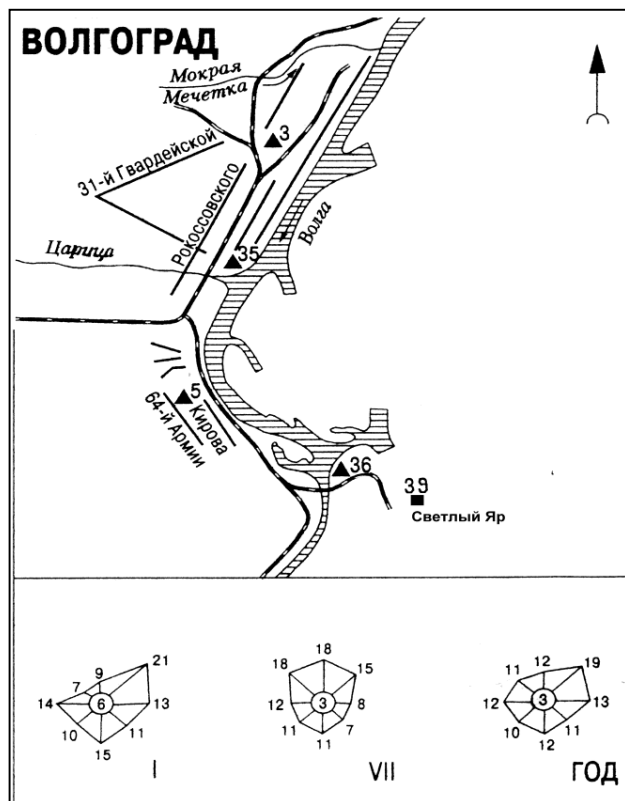 ВОЛГОГРАД
Мокрая
Мечетка
3
31-й Гвардейской
Рокоссовского
Волга
Царица
35
5
Кирова
64-й Армии
36
39
Светлый Яр
9 21
7
14 6 13
10 11
15
I
18
18 15
12 3 8
11 7
11
VII
12 19
11
12 3 13
10 11
12
ГОД